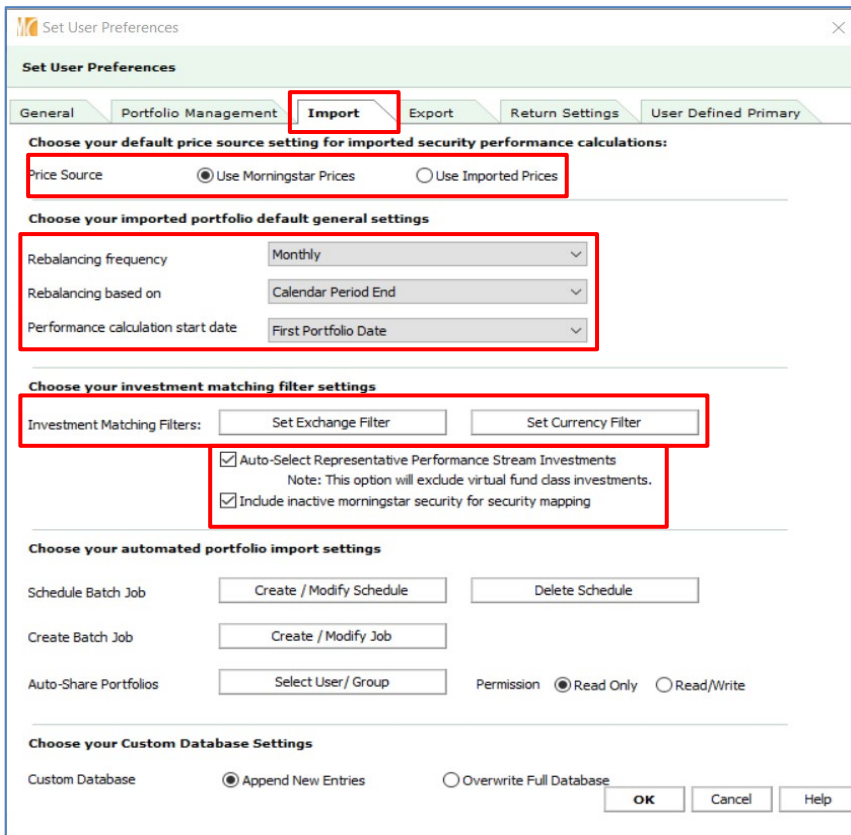 Set User Preferences
Set User Preferences
General Portfolio Management Import Export Return Settings User Defined Primary
Choose your default price source setting for imported security performance calculations:
Price Source Use Morningstar Prices Use Imported Prices
Choose your imported portfolio default general settings
Rebalancing frequency Monthly
Rebalancing based on Calendar Period End
Performance calculation start date First Portfolio Date
Choose your investment matching filter settings
Investment Matching Filters: Set Exchange Filter Set Currency Filter
Auto-Select Representative Performance Stream Investments
Note: This option will exclude virtual fund class investments.
Include inactive morningstar security for security mapping
Choose your automated portfolio import settings
Schedule Batch Job Create / Modify Schedule Delete Schedule
Create Batch Job Create / Modify Job
Auto-Share Portfolios Select User/ Group Permission Read Only Read/Write
Choose your Custom Database Settings
Custom Database Append New Entries Overwrite Full Database
OK Cancel Help